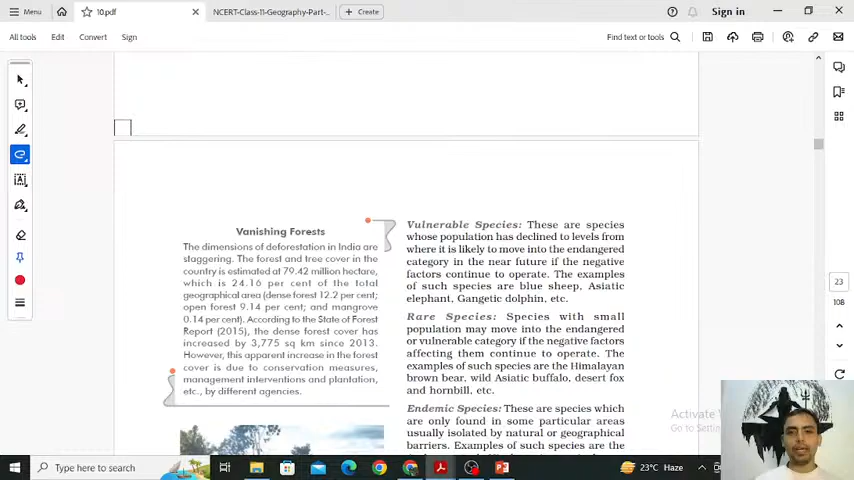 Menu
10.pdf
NCERT-Class-11-Geography-Part-..
Create
Sign in
All tools
Edit
Convert
Sign
Find text or tools
Vanishing Forests
The dimensions of deforestation in India are
staggering. The forest and tree cover in the
country is estimated at 79.42 million hectare,
which is 24.16 per cent of the total
geographical area (dense forest 12.2 per cent;
open forest 9.14 per cent; and mangrove
0.14 per cent). According to the State of Forest
Report (2015), the dense forest cover has
increased by 3,775 sq km since 2013.
However, this apparent increase in the forest
cover is due to conservation measures,
management interventions and plantation,
etc., by different agencies.
Vulnerable Species: These are species
whose population has declined to levels from
where it is likely to move into the endangered
category in the near future if the negative
factors continue to operate. The examples
of such species are blue sheep, Asiatic
elephant, Gangetic dolphin, etc.
Rare Species: Species with small
population may move into the endangered
or vulnerable category if the negative factors
affecting them continue to operate. The
examples of such species are the Himalayan
brown bear, wild Asiatic buffalo, desert fox
and hornbill, etc.
Endemic Species: These are species which
are only found in some particular areas
usually isolated by natural or geographical
barriers. Examples of such species are the
23
108
Activate
Go to Setting
Type here to search
23°C Haze